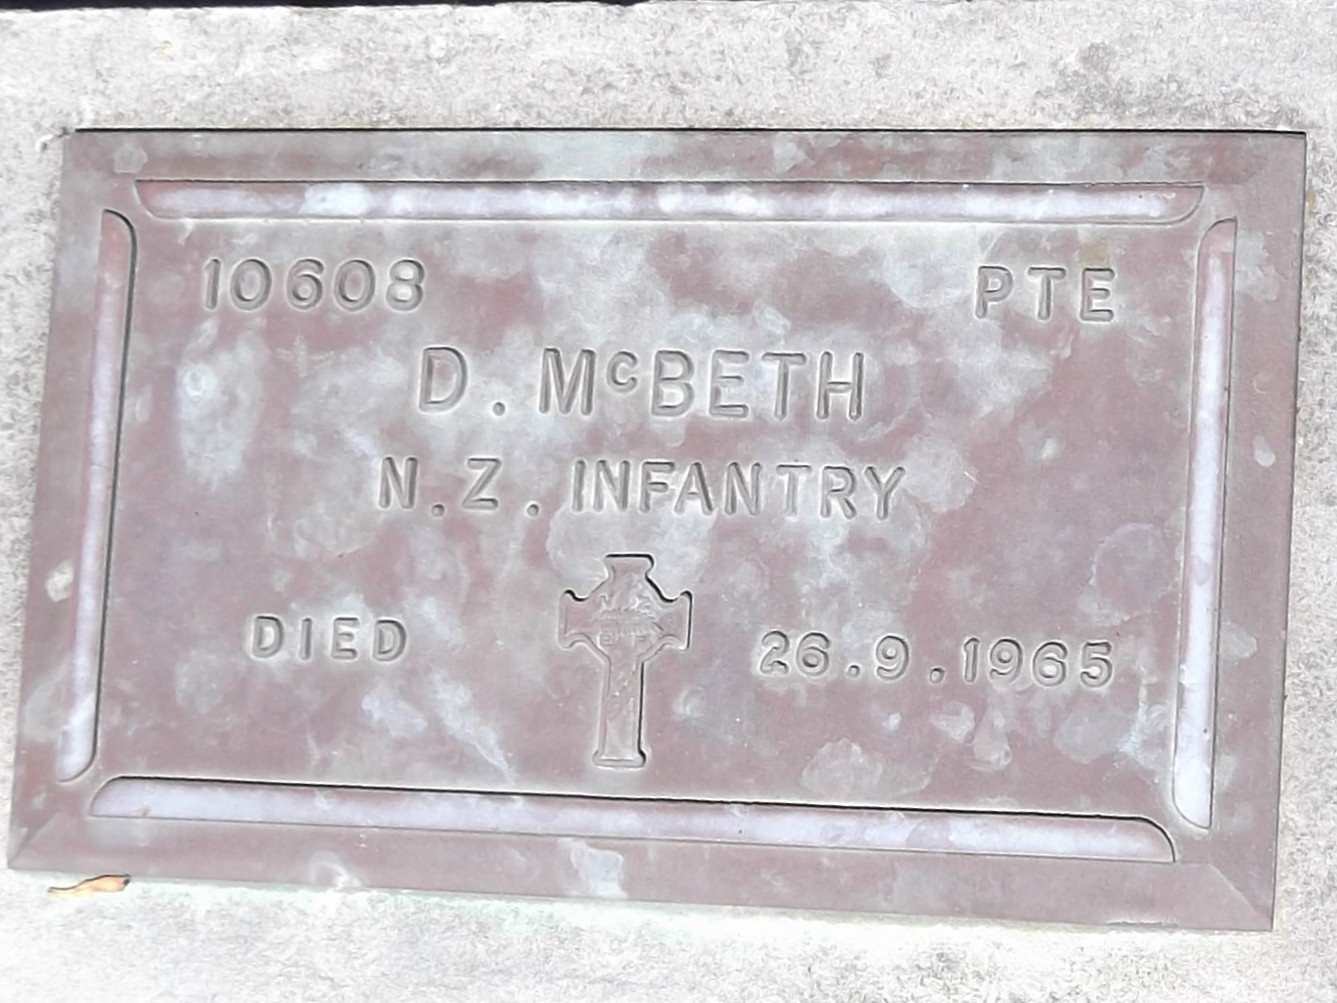 10608 PTE
D. McBETH
N.Z. INFANTRY
DIED 26.9.1965